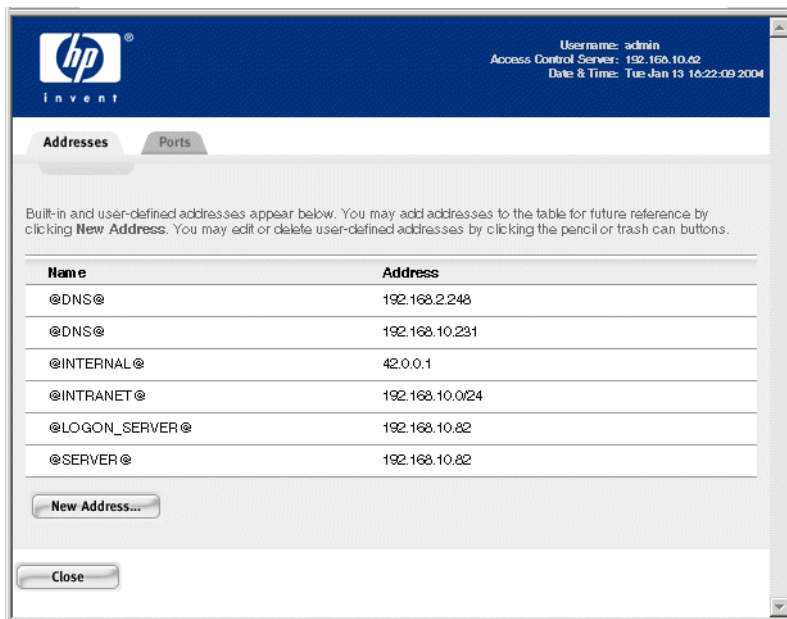 hp®
invent
Username: admin
Access Control Server: 192.168.10.82
Date & Time: Tue Jan 13 16:22:09 2004
Addresses
Ports
Built-in and user-defined addresses appear below. You may add addresses to the table for future reference by
clicking New Address. You may edit or delete user-defined addresses by clicking the pencil or trash can buttons.
Name Address
@DNS@ 192.168.2.248
@DNS@ 192.168.10.231
@INTERNAL@ 42.0.0.1
@INTRANET@ 192.168.10.0/24
@LOGON_SERVER@ 192.168.10.82
@SERVER@ 192.168.10.82
New Address...
Close